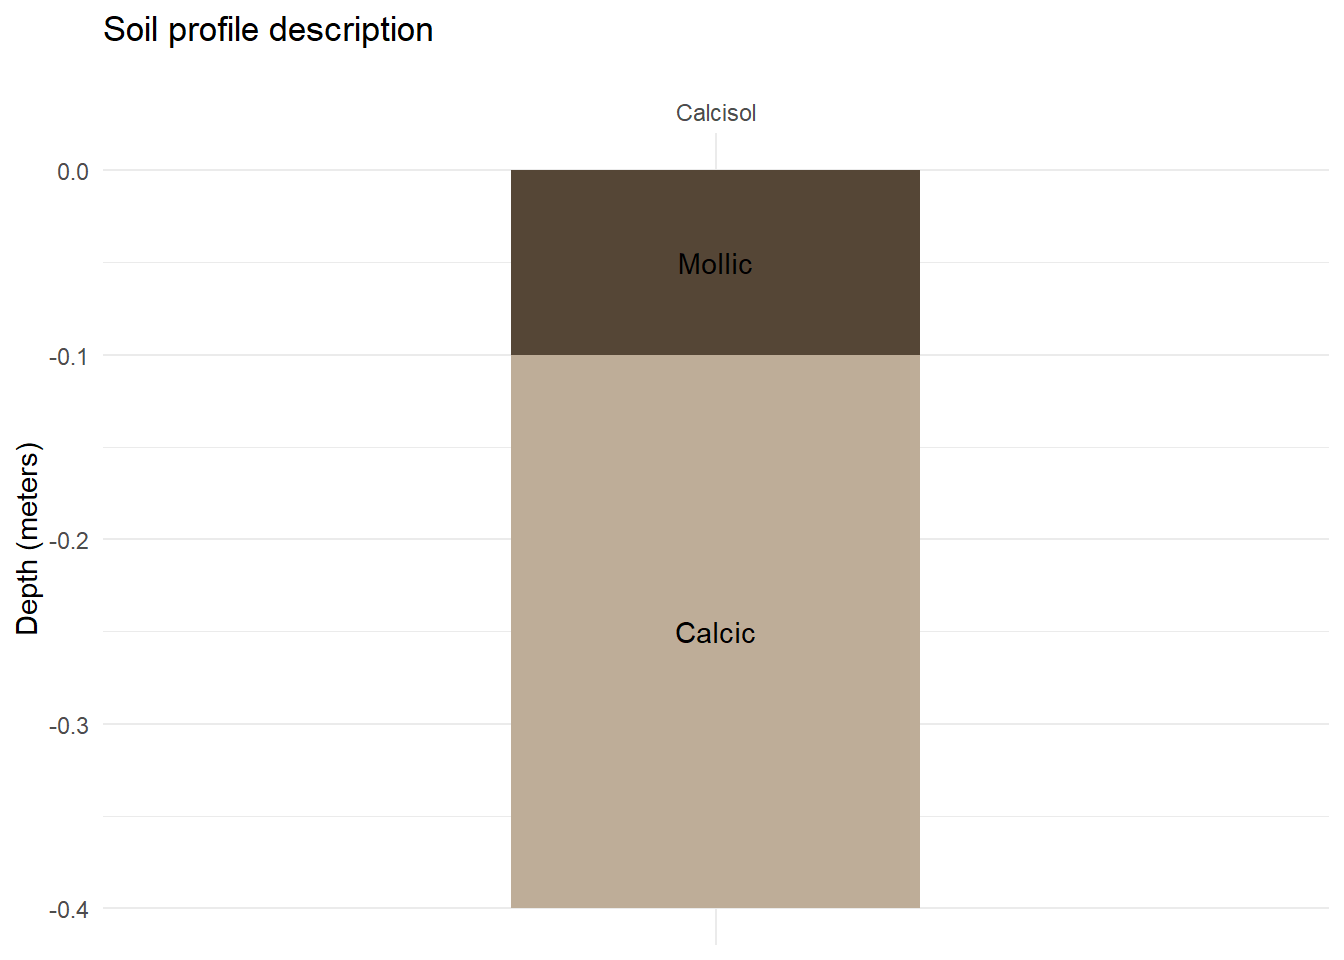 Soil profile description
Calcisol
0.0
Mollic
-0.1
Depth (meters)
-0.2
Calcic
-0.3
-0.4